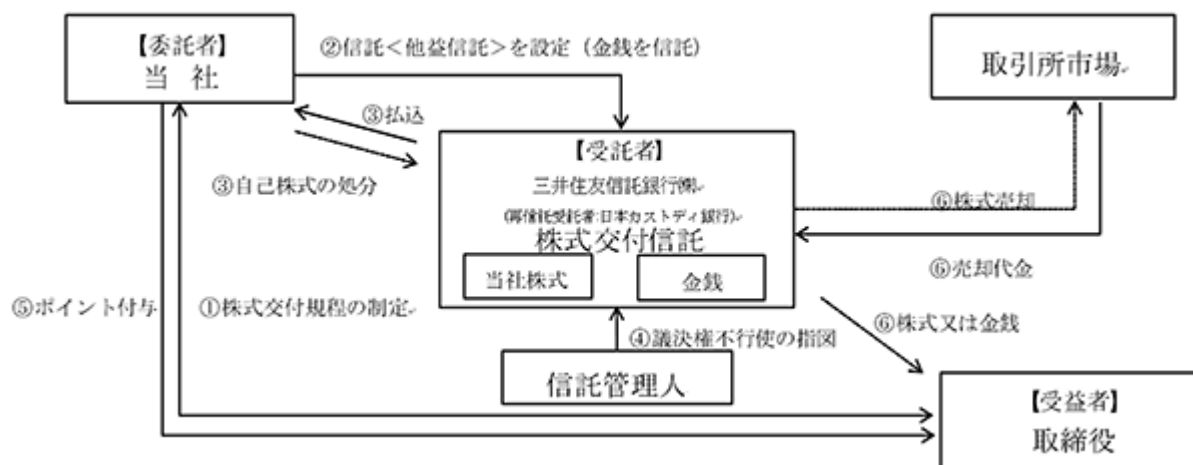 【委託者】
当 社
②信託＜他益信託＞を設定（金銭を信託）
取引所市場
③払込
【受託者】
三井住友信託銀行㈱
(再信託受託者:日本カストディ銀行)
株式交付信託
③自己株式の処分
当社株式
金銭
⑥株式売却
⑥売却代金
⑤ポイント付与
①株式交付規程の制定
④議決権不行使の指図
⑥株式又は金銭
信託管理人
【受益者】
取締役